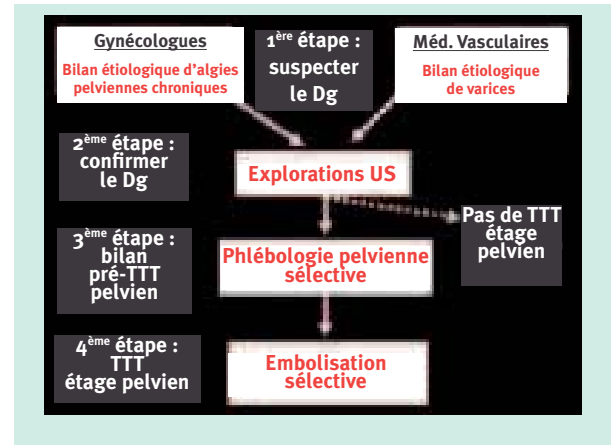 Gynécologues
Bilan étiologique d'algies
pelviennes chroniques
1ère étape :
suspecter
le Dg
Méd. Vasculaires
Bilan étiologique
de varices
2ème étape :
confirmer
le Dg
Explorations US
Pas de TTT
étage
pelvien
3ème étape :
bilan
pré-TTT
pelvien
Phlébologie pelvienne
sélective
4ème étape :
TTT
étage pelvien
Embolisation
sélective